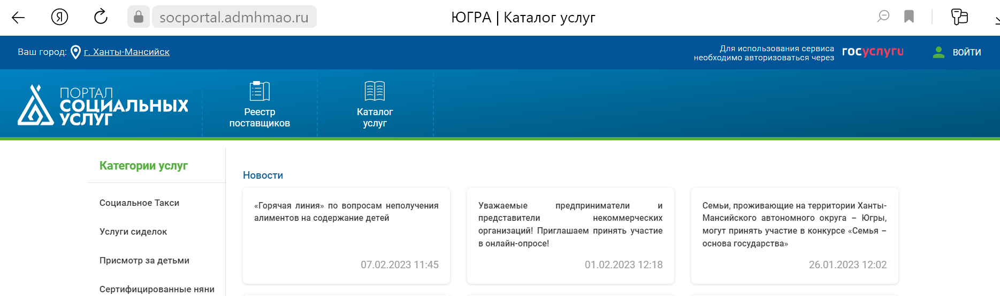 Я
socportal.admhmao.ru
ЮГРА | Каталог услуг
Ваш город: г. Ханты-Мансийск
Для использования сервиса
необходимо авторизоваться через
госуслуги
ВОЙТИ
ПОРТАЛ
СОЦИАЛЬНЫХ
УСЛУГ
Реестр
поставщиков
Каталог
услуг
Категории услуг
Социальное Такси
Услуги сиделок
Присмотр за детьми
Сертифицированные няни
Новости
«Горячая линия» по вопросам неполучения
алиментов на содержание детей
07.02.2023 11:45
Уважаемые предприниматели и
представители некоммерческих
организаций! Приглашаем принять участие
в онлайн-опросе!
01.02.2023 12:18
Семьи, проживающие на территории Ханты-
Мансийского автономного округа – Югры,
могут принять участие в конкурсе «Семья –
основа государства»
26.01.2023 12:02